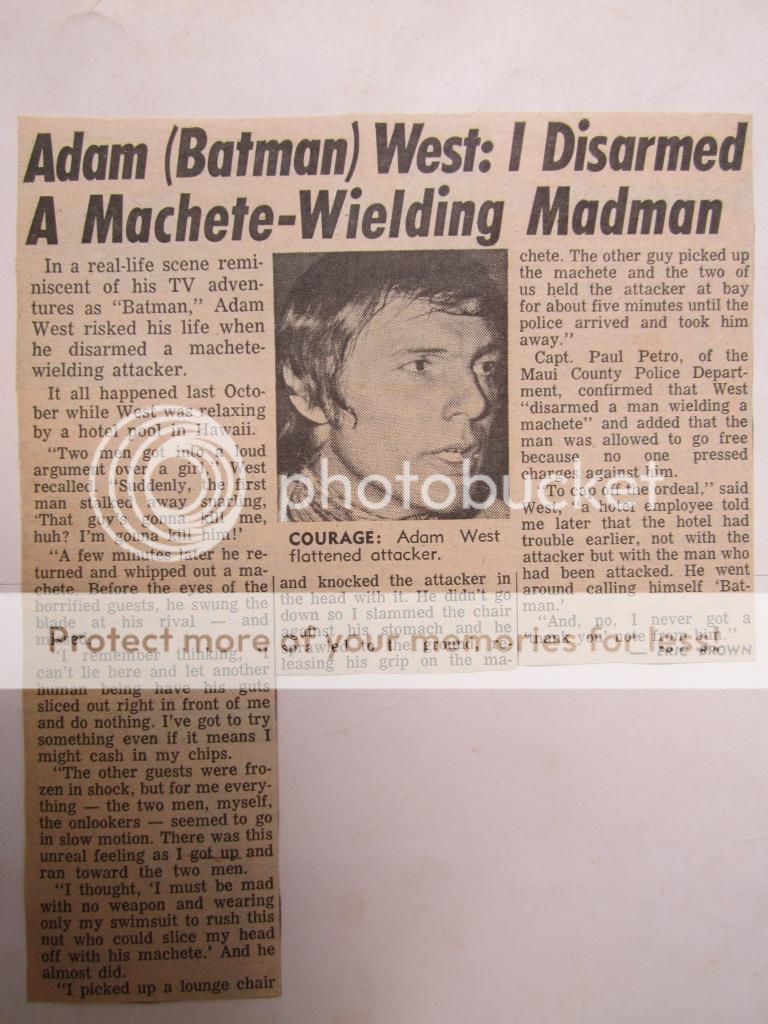 Adam (Batman) West: I Disarmed
A Machete-Wielding Madman
In a real-life scene remi-
niscent of his TV adven-
tures as "Batman," Adam
West risked his life when
he disarmed a machete-
wielding attacker.
It all happened last Octo-
ber while West was relaxing
by a hotel pool in Hawaii.
"Two men got into a loud
argument over a girl," West
recalled. "Suddenly, the first
man stalked away snarling,
'That guy's gonna kill me,
huh? I'm gonna kill him!'
"A few minutes later he re-
turned and whipped out a ma-
chete. Before the eyes of the
horrified guests, he swung the
blade at his rival — and
"I remember thinking, 'I
can't lie here and let another
human being have his guts
sliced out right in front of me
and do nothing. I've got to try
something even if it means I
might cash in my chips.
"The other guests were fro-
zen in shock, but for me every-
thing — the two men, myself,
the onlookers — seemed to go
in slow motion. There was this
unreal feeling as I got up and
ran toward the two men.
"I thought, 'I must be mad
with no weapon and wearing
only my swimsuit to rush this
nut who could slice my head
off with his machete.' And he
almost did.
"I picked up a lounge chair
COURAGE: Adam West
flattened attacker.
and knocked the attacker in
the head with it. He didn't go
down so I slammed the chair
against his stomach and he
sprawled to the ground, re-
leasing his grip on the ma-
chete. The other guy picked up
the machete and the two of
us held the attacker at bay
for about five minutes until the
police arrived and took him
away."
Capt. Paul Petro, of the
Maui County Police Depart-
ment, confirmed that West
"disarmed a man wielding a
machete" and added that the
man was allowed to go free
because no one pressed
charges against him.
"To cap off the ordeal," said
West, "a hotel employee told
me later that the hotel had
trouble earlier, not with the
attacker but with the man who
had been attacked. He went
around calling himself 'Bat-
man.'
"And, no, I never got a
thank you note from him."
— ERIC BROWN
photobucket
Protect more of your memories for less!